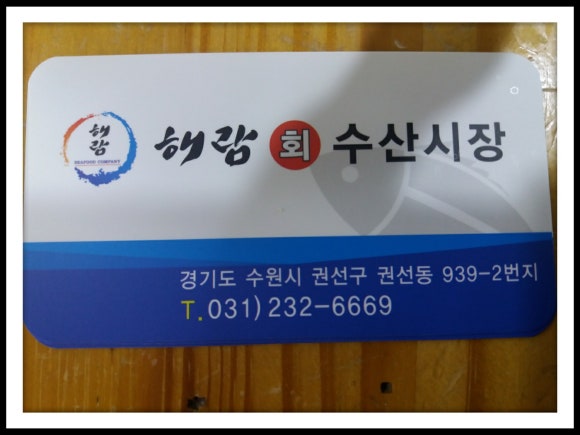 해
람
SEAFOOD COMPANY
해람 회 수산시장
경기도 수원시 권선구 권선동 939-2번지
T.031) 232-6669